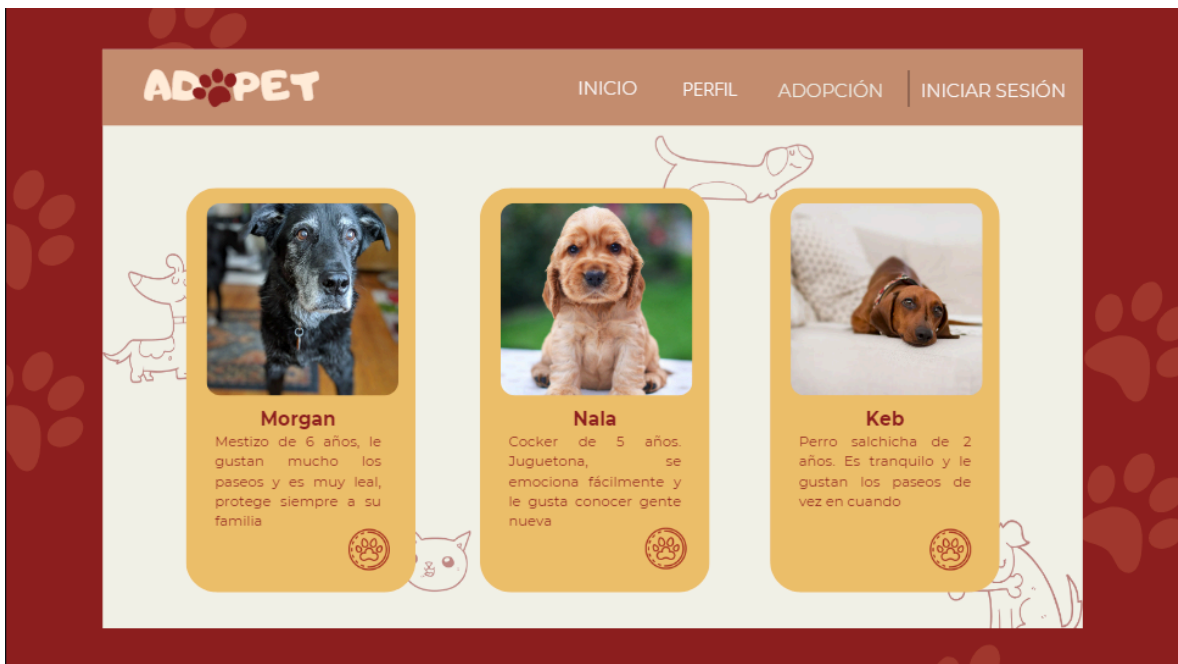 ADOPET
INICIO PERFIL ADOPCIÓN INICIAR SESIÓN
Morgan
Mestizo de 6 años, le
gustan mucho los
paseos y es muy leal,
protege siempre a su
familia
Nala
Cocker de 5 años.
Juguetona, se
emociona fácilmente y
le gusta conocer gente
nueva
Keb
Perro salchicha de 2
años. Es tranquilo y le
gustan los paseos de
vez en cuando